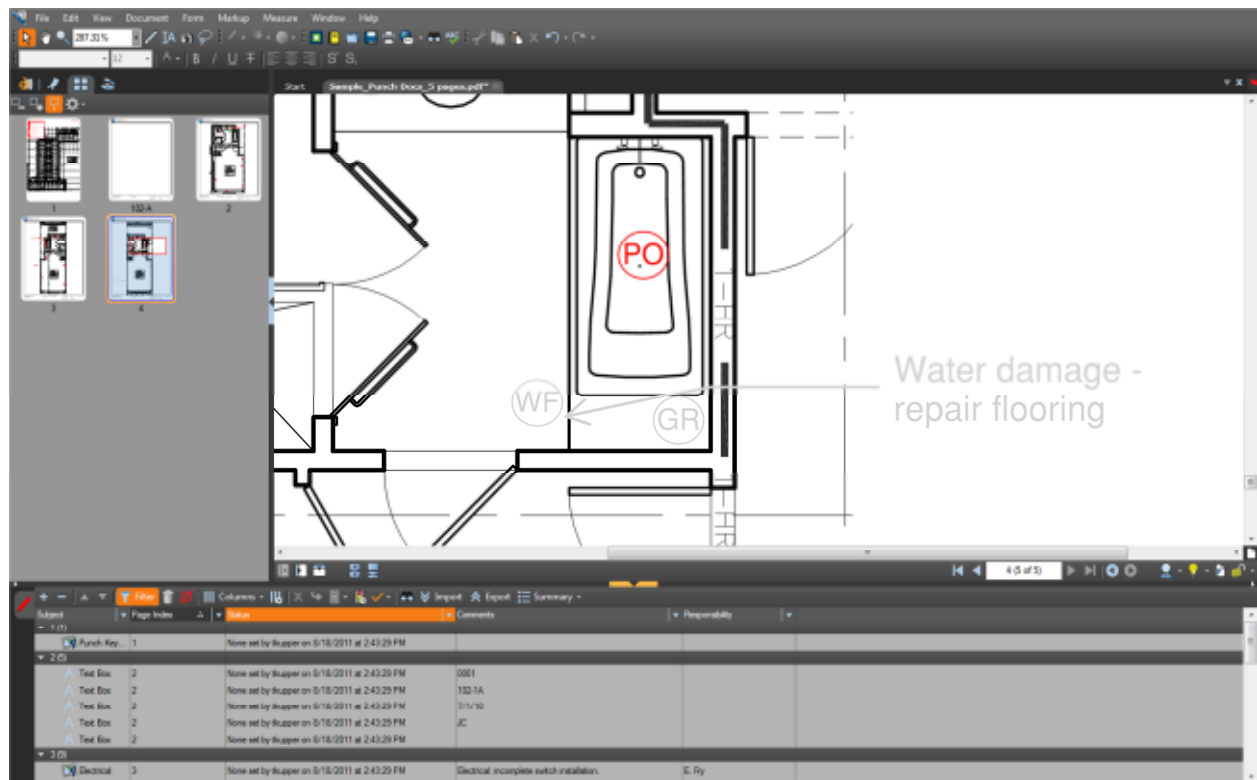 File Edit View Document Form Markup Measure Window Help
287.31%
12
B I U
Start Sample_Punch Docs_5 pages.pdf*
1
102-A
2
3
4
PO
HR
WF
GR
Water damage -
repair flooring
HR
4 (5 of 5)
Filter Columns Import Export Summary
Subject Page Index Status Comments Responsibility
1 (1)
Punch Key... 1 None set by tkupper on 8/18/2011 at 2:43:29 PM
2 (5)
Text Box 2 None set by tkupper on 8/18/2011 at 2:43:29 PM 0001
Text Box 2 None set by tkupper on 8/18/2011 at 2:43:29 PM 102-1A
Text Box 2 None set by tkupper on 8/18/2011 at 2:43:29 PM 7/1/10
Text Box 2 None set by tkupper on 8/18/2011 at 2:43:29 PM JC
Text Box 2 None set by tkupper on 8/18/2011 at 2:43:29 PM
Electrical 3 None set by tkupper on 8/18/2011 at 2:43:29 PM Electrical: incomplete switch installation. E. Fry